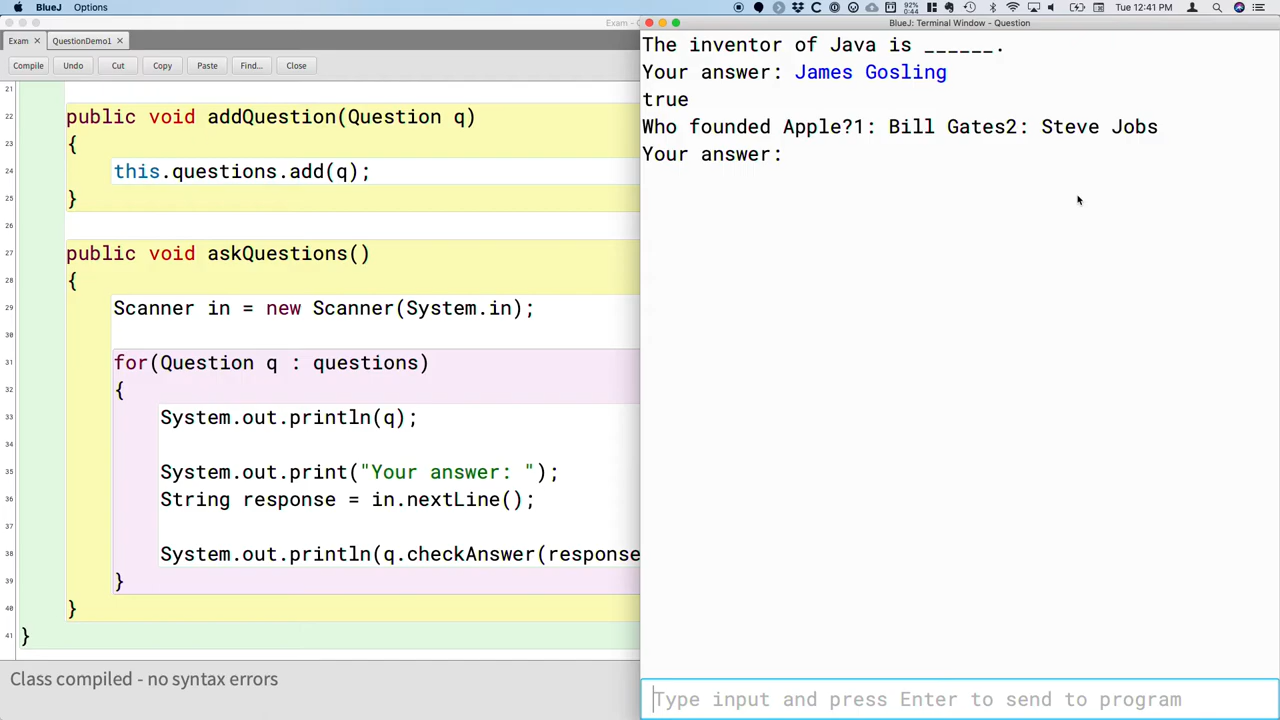 BlueJ Options
92%
0:44
Tue 12:41 PM
Exam - 
BlueJ: Terminal Window - Question
Exam ×
QuestionDemo1 ×
Compile Undo Cut Copy Paste Find... Close
21
22 public void addQuestion(Question q)
23 {
24 this.questions.add(q);
25 }
26
27 public void askQuestions()
28 {
29 Scanner in = new Scanner(System.in);
30
31 for(Question q : questions)
32 {
33 System.out.println(q);
34
35 System.out.print("Your answer: ");
36 String response = in.nextLine();
37
38 System.out.println(q.checkAnswer(response
39 }
40 }
41 }
Class compiled - no syntax errors
The inventor of Java is ______.
Your answer: James Gosling
true
Who founded Apple?1: Bill Gates2: Steve Jobs
Your answer:
Type input and press Enter to send to program